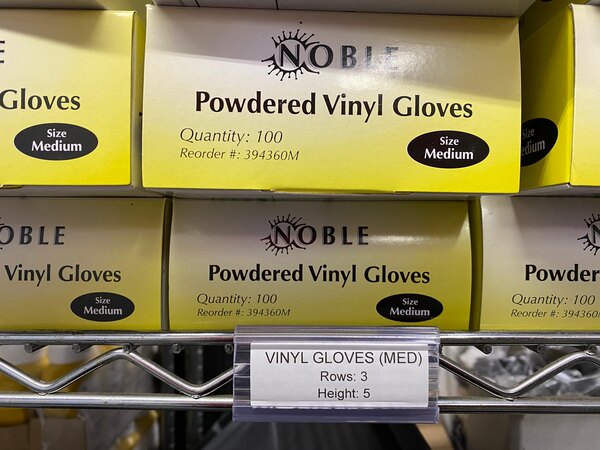 E
Gloves
Size
Medium
NOBLE
Powdered Vinyl Gloves
Quantity: 100
Reorder #: 394360M
Size
Medium
edium
OBLE
Vinyl Gloves
Size
Medium
NOBLE
Powdered Vinyl Gloves
Quantity: 100
Reorder #: 394360M
Size
Medium
N
Powder
Quantity: 100
Reorder #: 394360
VINYL GLOVES (MED)
Rows: 3
Height: 5